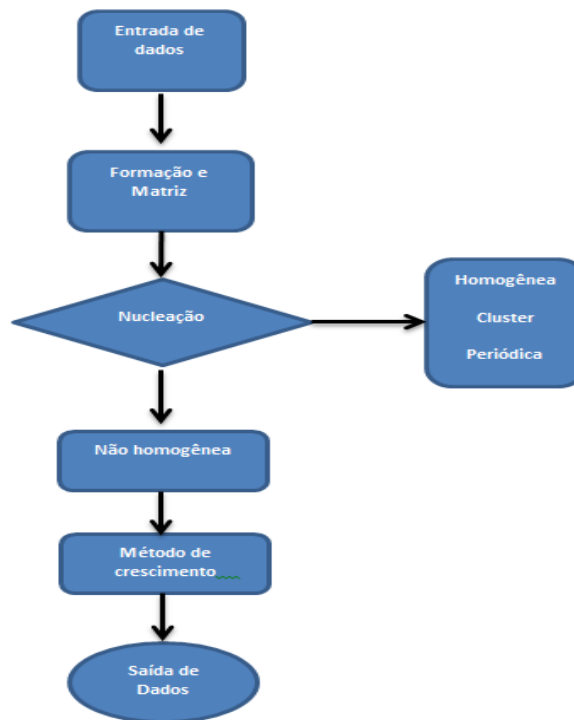 Entrada de
dados
Formação e
Matriz
Nucleação
Homogênea
Cluster
Periódica
Não homogênea
Método de
crescimento
Saída de
Dados